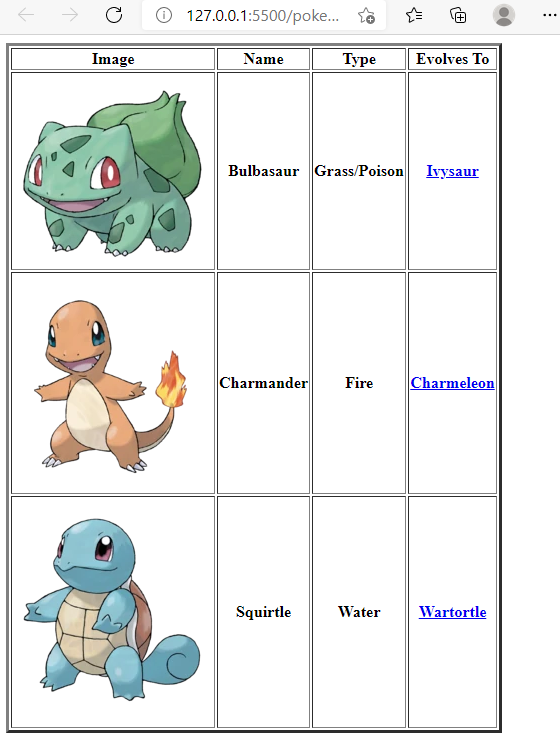 127.0.0.1:5500/poke...
Image Name Type Evolves To
Bulbasaur Grass/Poison Ivysaur
Charmander Fire Charmeleon
Squirtle Water Wartortle